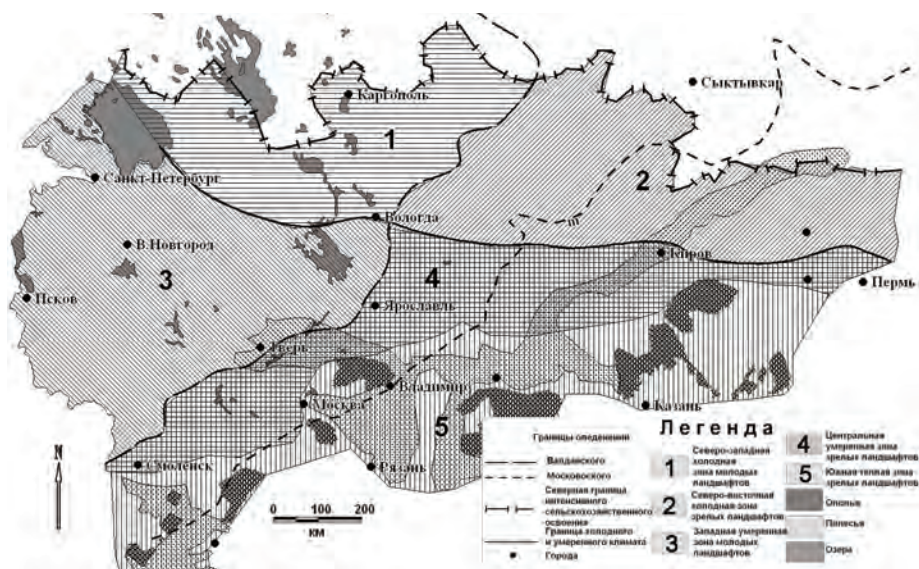 Каргополь
Сыктывкар
1
2
Санкт-Петербург
Вологда
В.Новгород
3
Киров
4
Пермь
Псков
Ярославль
Тверь
Владимир
Москва
5
Казань
Смоленск
Рязань
N
0 100 200
КМ
Легенда
Границы оледенений
Валдайского
Московского
Северная граница
интенсивного
сельскохозяйственного
освоения
Граница холодного
и умеренного климата
Города
1
Северо-западная
холодная
зона молодых
ландшафтов
2
Северо-восточная
холодная зона
зрелых ландшафтов
3
Западная умеренная
зона молодых
ландшафтов
4
Центральная
умеренная зона
зрелых ландшафтов
5
Южная теплая зона
зрелых ландшафтов
Ополья
Полесья
Озера